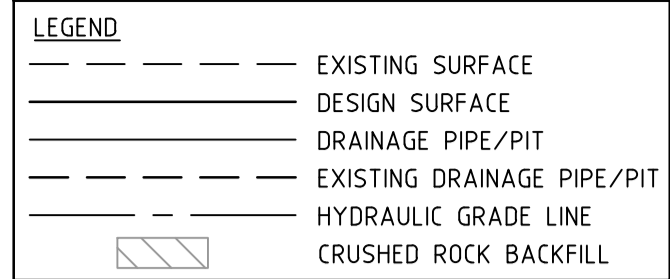 LEGEND
EXISTING SURFACE
DESIGN SURFACE
DRAINAGE PIPE/PIT
EXISTING DRAINAGE PIPE/PIT
HYDRAULIC GRADE LINE
CRUSHED ROCK BACKFILL